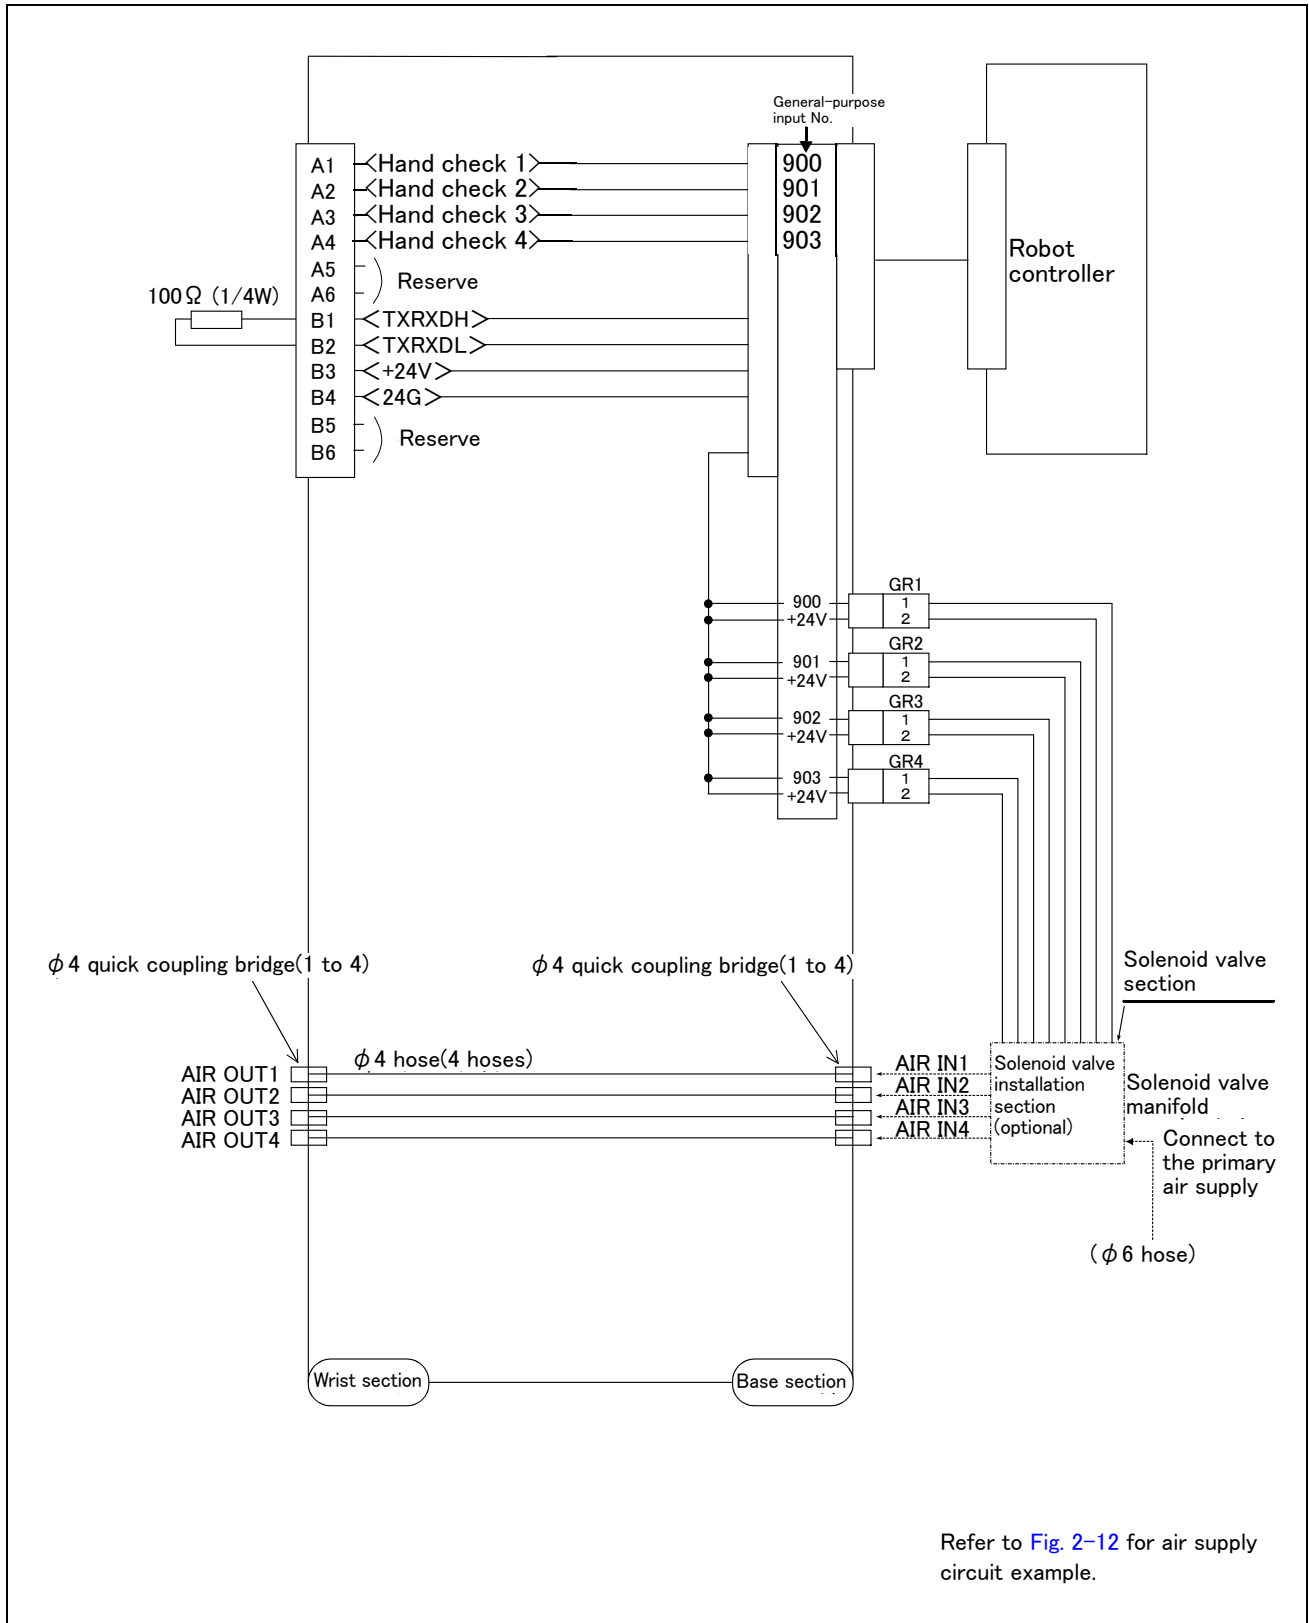 General-purpose
input No.
A1 <Hand check 1> 900
A2 <Hand check 2> 901
A3 <Hand check 3> 902
A4 <Hand check 4> 903
A5
A6
Reserve
Robot
controller
100Ω (1/4W)
B1 <TXRXDH>
B2 <TXRXDL>
B3 <+24V>
B4 <24G>
B5
B6
Reserve
GR1
900 1
+24V 2
GR2
901 1
+24V 2
GR3
902 1
+24V 2
GR4
903 1
+24V 2
φ4 quick coupling bridge(1 to 4)
φ4 quick coupling bridge(1 to 4)
Solenoid valve
section
φ4 hose(4 hoses)
AIR OUT1
AIR OUT2
AIR OUT3
AIR OUT4
AIR IN1
AIR IN2
AIR IN3
AIR IN4
Solenoid valve
installation
section
(optional)
Solenoid valve
manifold
Connect to
the primary
air supply
(φ6 hose)
Wrist section
Base section
Refer to Fig. 2-12 for air supply
circuit example.